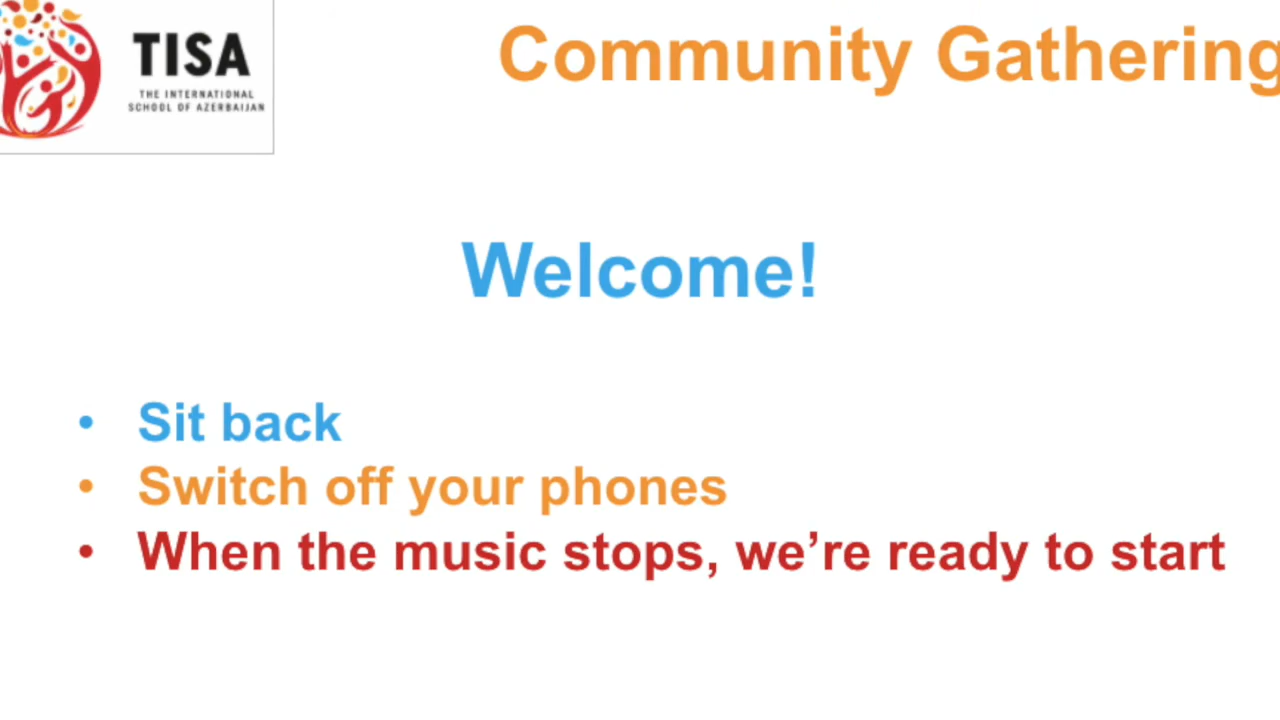 TISA
THE INTERNATIONAL
SCHOOL OF AZERBAIJAN
Community Gathering
Welcome!
• Sit back
• Switch off your phones
• When the music stops, we’re ready to start